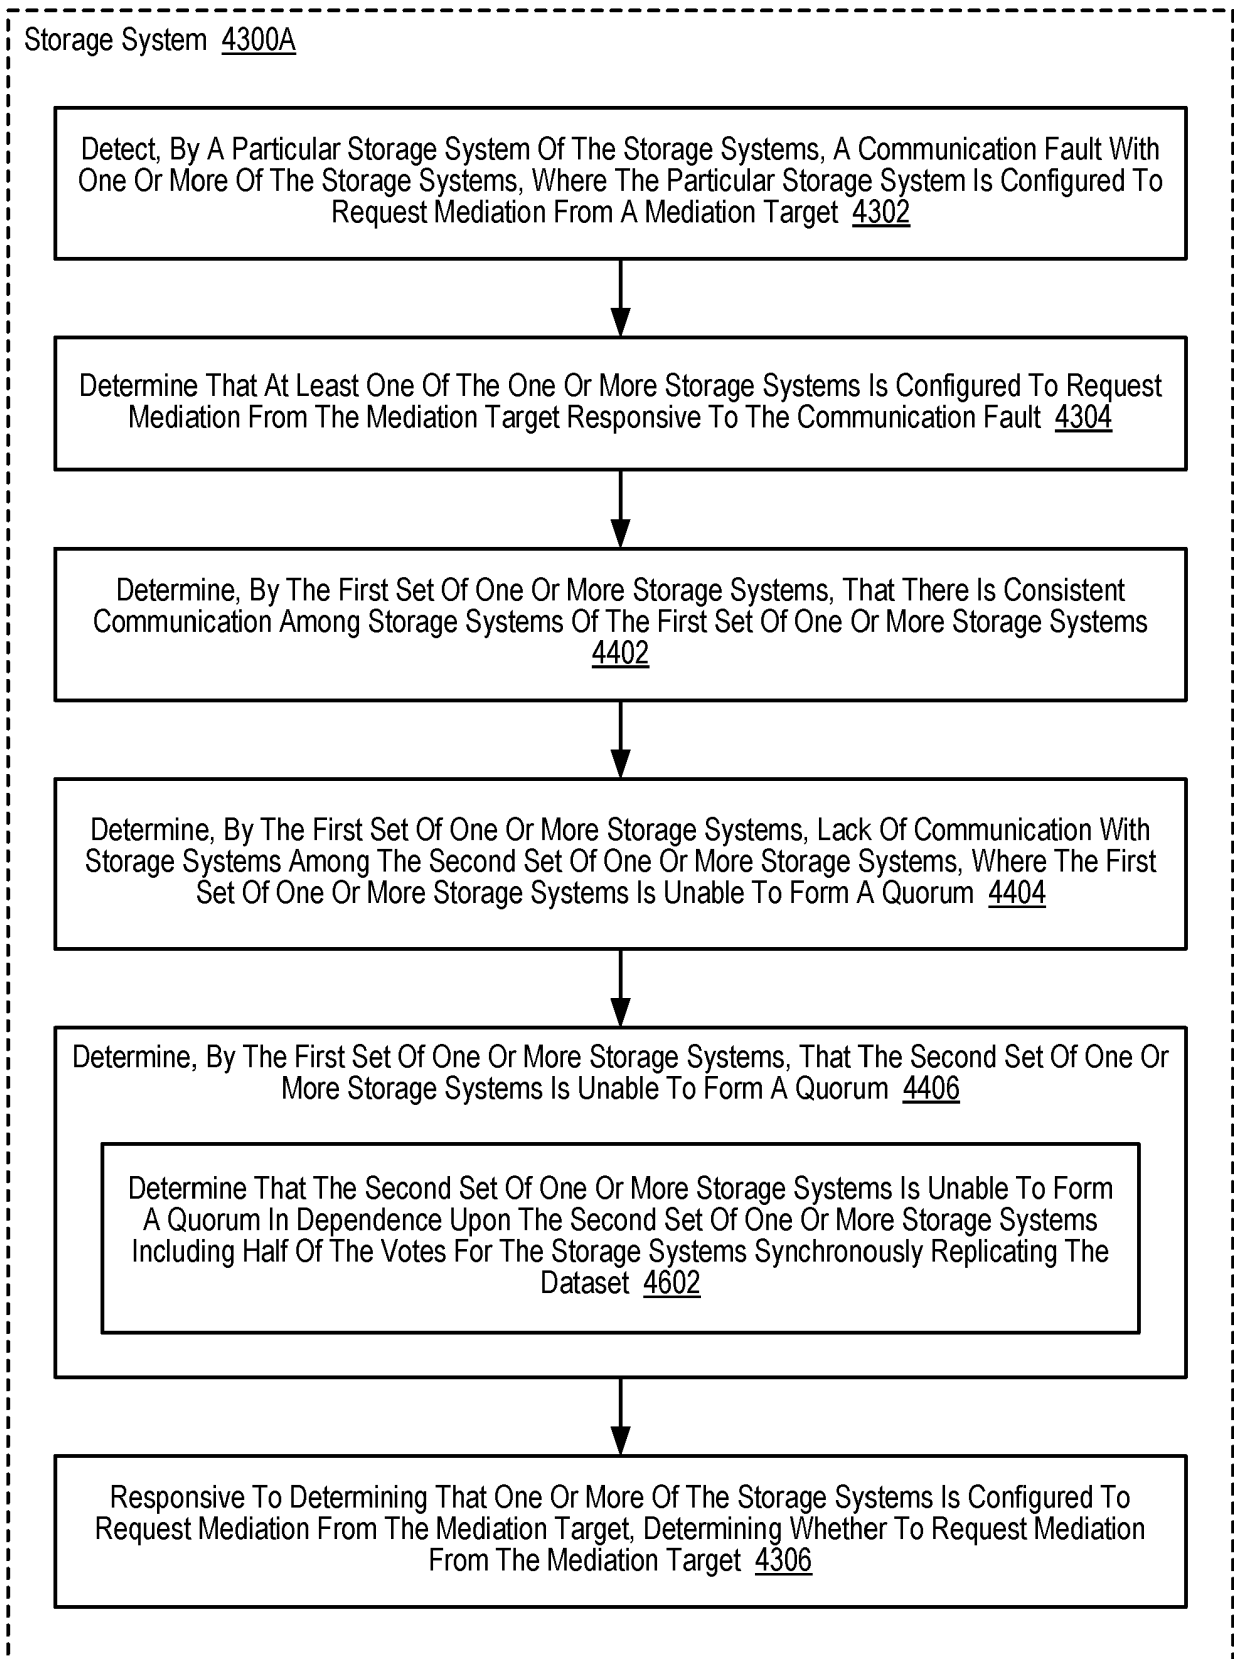 Storage System 4300A
Detect, By A Particular Storage System Of The Storage Systems, A Communication Fault With
One Or More Of The Storage Systems, Where The Particular Storage System Is Configured To
Request Mediation From A Mediation Target 4302
Determine That At Least One Of The One Or More Storage Systems Is Configured To Request
Mediation From The Mediation Target Responsive To The Communication Fault 4304
Determine, By The First Set Of One Or More Storage Systems, That There Is Consistent
Communication Among Storage Systems Of The First Set Of One Or More Storage Systems
4402
Determine, By The First Set Of One Or More Storage Systems, Lack Of Communication With
Storage Systems Among The Second Set Of One Or More Storage Systems, Where The First
Set Of One Or More Storage Systems Is Unable To Form A Quorum 4404
Determine, By The First Set Of One Or More Storage Systems, That The Second Set Of One Or
More Storage Systems Is Unable To Form A Quorum 4406
Determine That The Second Set Of One Or More Storage Systems Is Unable To Form
A Quorum In Dependence Upon The Second Set Of One Or More Storage Systems
Including Half Of The Votes For The Storage Systems Synchronously Replicating The
Dataset 4602
Responsive To Determining That One Or More Of The Storage Systems Is Configured To
Request Mediation From The Mediation Target, Determining Whether To Request Mediation
From The Mediation Target 4306